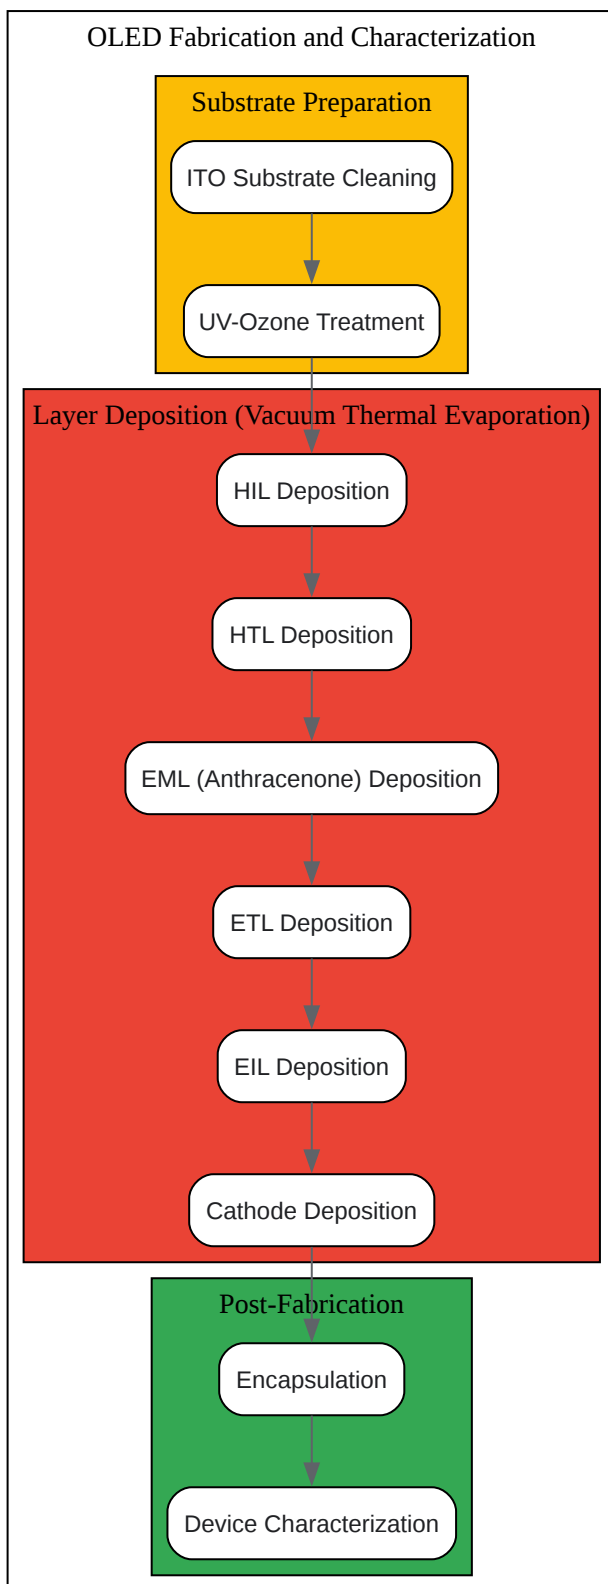 OLED Fabrication and Characterization
Substrate Preparation
ITO Substrate Cleaning
UV-Ozone Treatment
Layer Deposition (Vacuum Thermal Evaporation)
HIL Deposition
HTL Deposition
EML (Anthracenone) Deposition
ETL Deposition
EIL Deposition
Cathode Deposition
Post-Fabrication
Encapsulation
Device Characterization